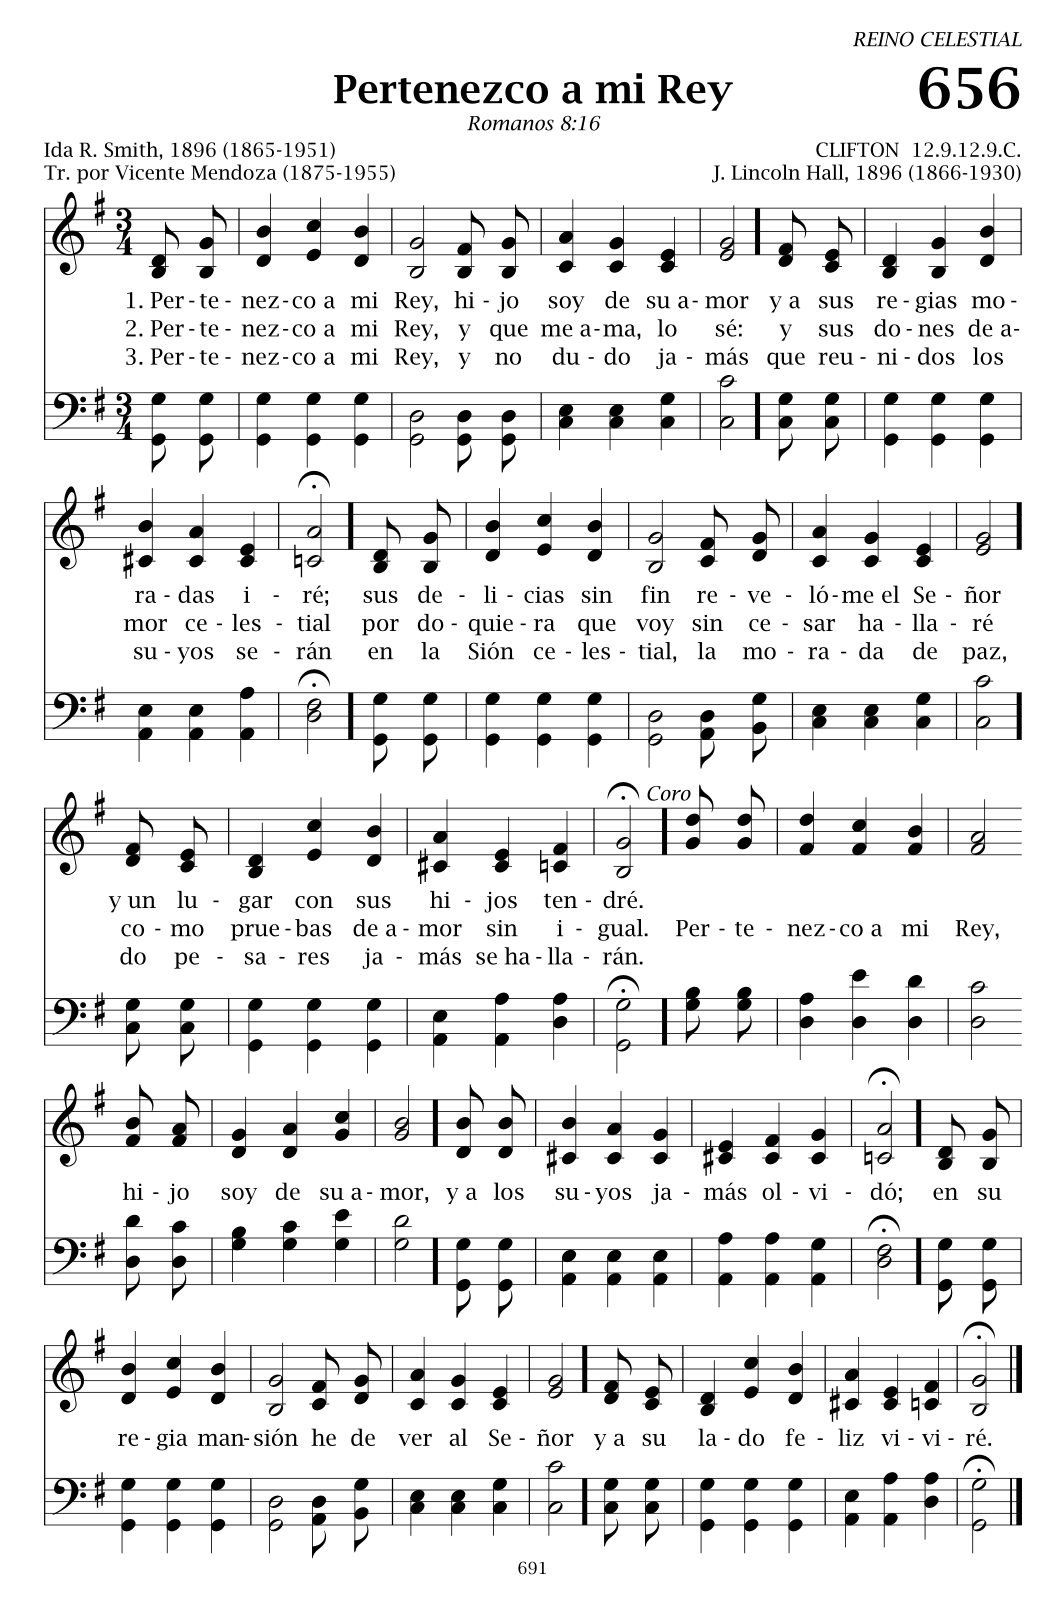 REINO CELESTIAL
Pertenezco a mi Rey 656
Romanos 8:16
Ida R. Smith, 1896 (1865-1951) CLIFTON 12.9.12.9.C.
Tr. por Vicente Mendoza (1875-1955) J. Lincoln Hall, 1896 (1866-1930)
1. Per - te - nez - co a mi Rey, hi - jo soy de su a - mor y a sus re - gias mo -
2. Per - te - nez - co a mi Rey, y que me a - ma, lo sé: y sus do - nes de a -
3. Per - te - nez - co a mi Rey, y no du - do ja - más que reu - ni - dos los
ra - das i - ré; sus de - li - cias sin fin re - ve - ló - me el Se - ñor
mor ce - les - tial por do - quie - ra que voy sin ce - sar ha - lla - ré
su - yos se - rán en la Sión ce - les - tial, la mo - ra - da de paz,
Coro
y un lu - gar con sus hi - jos ten - dré.
co - mo prue - bas de a - mor sin i - gual. Per - te - nez - co a mi Rey,
do pe - sa - res ja - más se ha - lla - rán.
hi - jo soy de su a - mor, y a los su - yos ja - más ol - vi - dó; en su
re - gia man - sión he de ver al Se - ñor y a su la - do fe - liz vi - vi - ré.
691